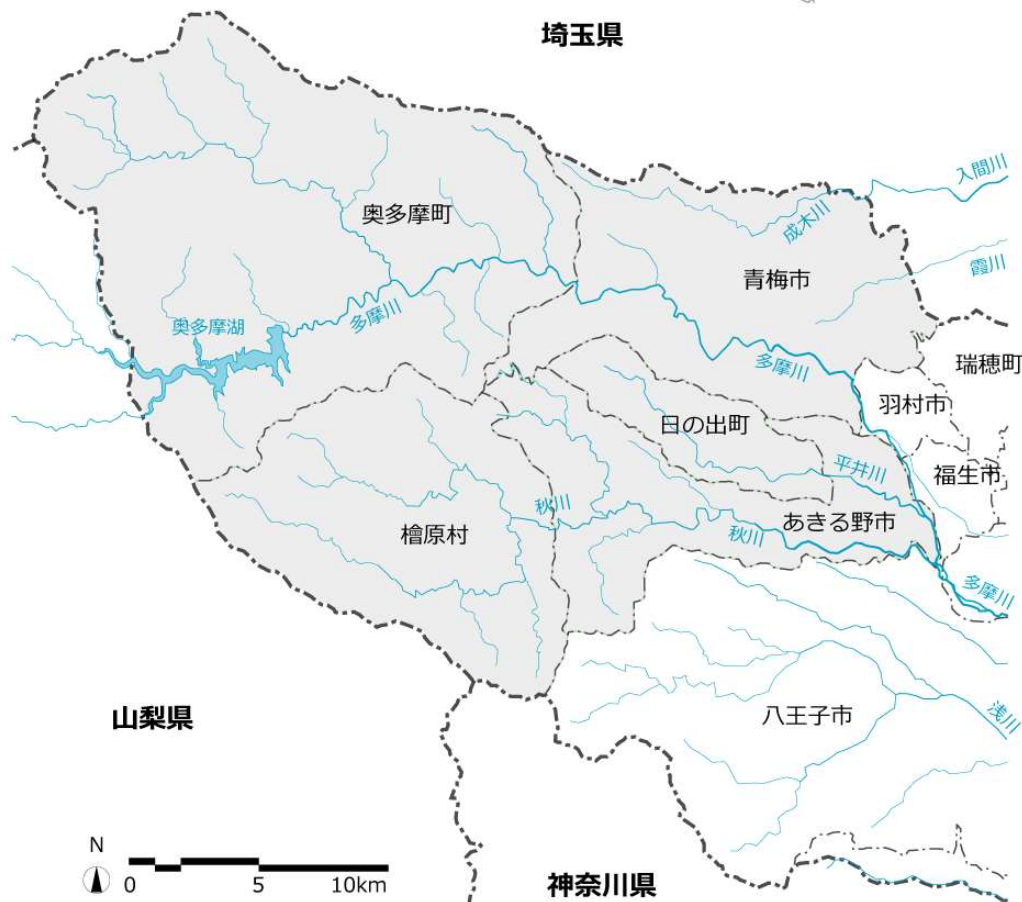 埼玉県
入間川
成木川
奥多摩町
青梅市
霞川
多摩川
奥多摩湖
瑞穂町
多摩川
羽村市
日の出町
平井川
福生市
秋川
あきる野市
檜原村
秋川
多摩川
山梨県
八王子市
浅川
N
0 5 10km
神奈川県